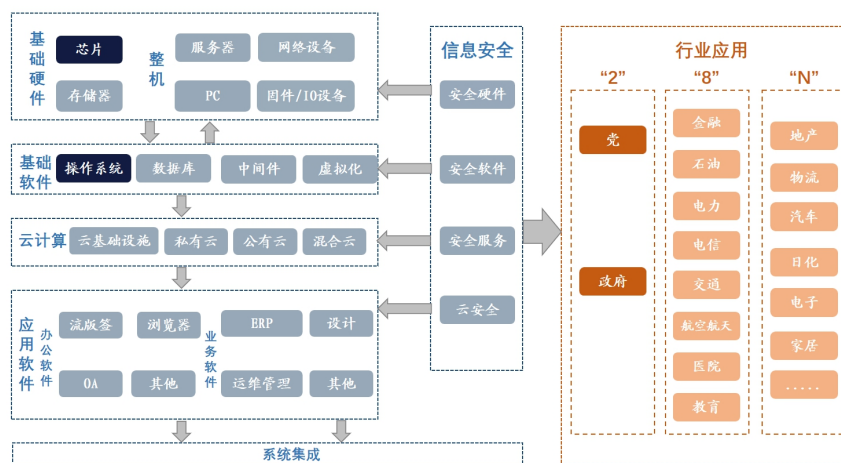 基础硬件
芯片
存储器
整机
服务器
网络设备
PC
固件/IO设备
基础软件
操作系统
数据库
中间件
虚拟化
云计算
云基础设施
私有云
公有云
混合云
应用软件
办公软件
流版签
浏览器
OA
其他
业务软件
ERP
设计
运维管理
其他
系统集成
信息安全
安全硬件
安全软件
安全服务
云安全
行业应用
“2”
党
政府
“8”
金融
石油
电力
电信
交通
航空航天
医院
教育
“N”
地产
物流
汽车
日化
电子
家居
.....